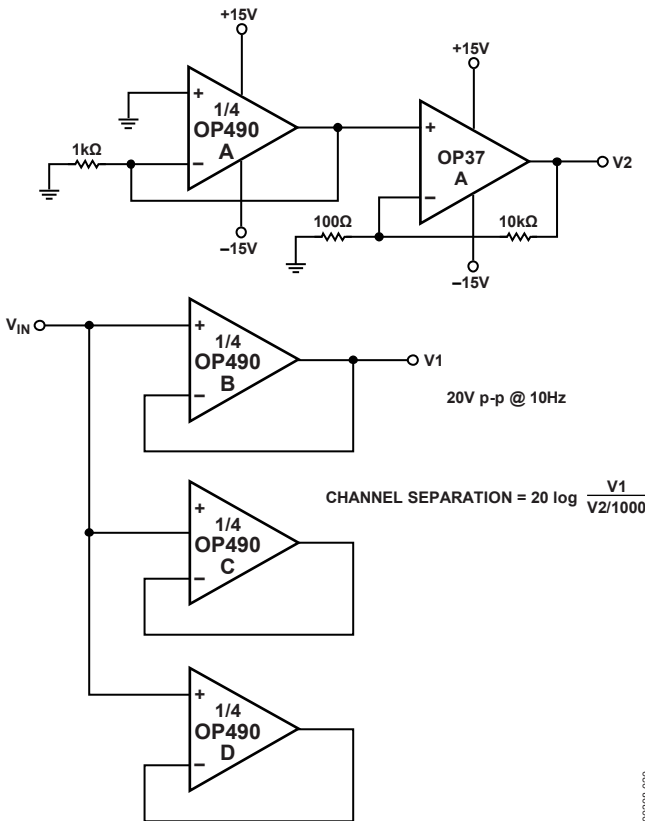 +15V
+15V
+
1/4
OP490
A
−
1kΩ
−15V
+
OP37
A
−
V2
100Ω
10kΩ
−15V
VIN
+
1/4
OP490
B
−
V1
20V p-p @ 10Hz
CHANNEL SEPARATION = 20 log V1
V2/1000
+
1/4
OP490
C
−
+
1/4
OP490
D
−